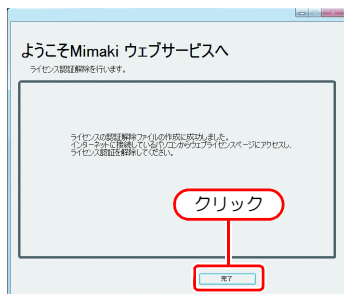 ようこそMimaki ウェブサービスへ
ライセンス認証解除を行います。
ライセンスの認証解除ファイルの作成に成功しました。
インターネットに接続しているパソコンからウェブライセンスページにアクセスし、
ライセンス認証を解除してください。
クリック
完了